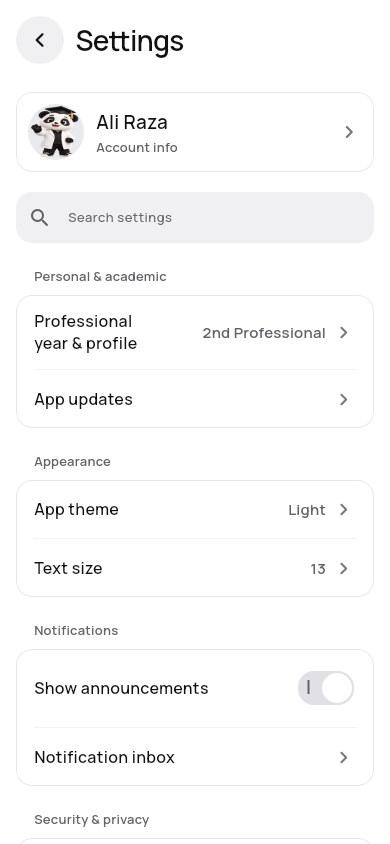 Settings
Ali Raza
Account info
Search settings
Personal & academic
Professional
year & profile
2nd Professional
App updates
Appearance
App theme
Light
Text size
13
Notifications
Show announcements
Notification inbox
Security & privacy